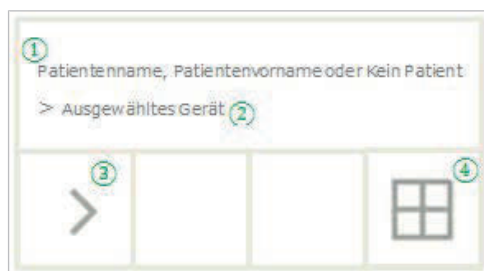 ①
Patientenname, Patientenvorname oder Kein Patient
> Ausgewähltes Gerät ②
③ ④